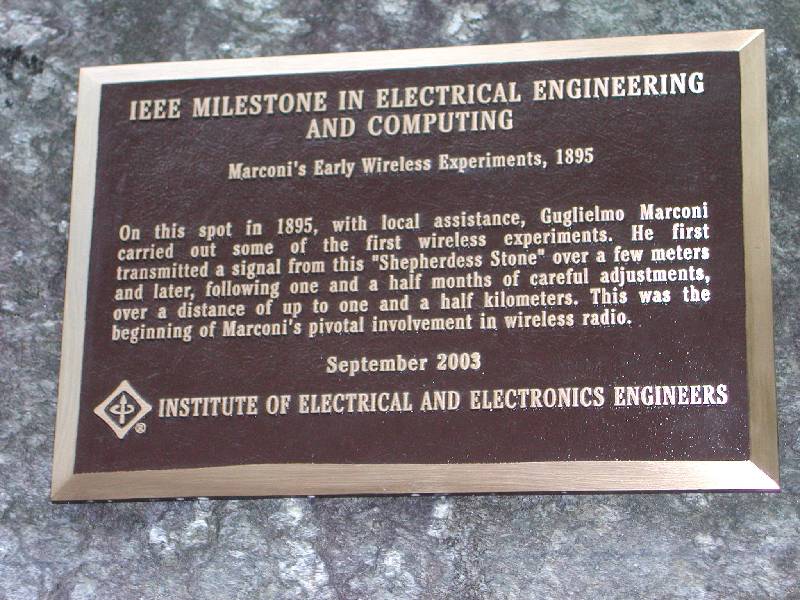 IEEE MILESTONE IN ELECTRICAL ENGINEERING
AND COMPUTING
Marconi's Early Wireless Experiments, 1895
On this spot in 1895, with local assistance, Guglielmo Marconi
carried out some of the first wireless experiments. He first
transmitted a signal from this "Shepherdess Stone" over a few meters
and later, following one and a half months of careful adjustments,
over a distance of up to one and a half kilometers. This was the
beginning of Marconi's pivotal involvement in wireless radio.
September 2003
® INSTITUTE OF ELECTRICAL AND ELECTRONICS ENGINEERS